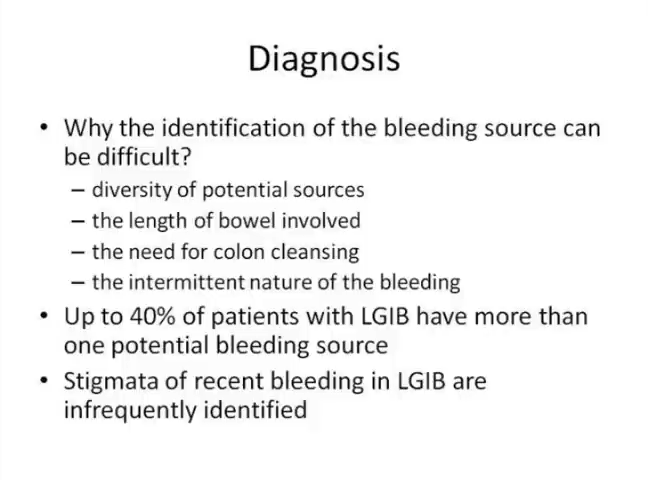 Diagnosis
• Why the identification of the bleeding source can
be difficult?
– diversity of potential sources
– the length of bowel involved
– the need for colon cleansing
– the intermittent nature of the bleeding
• Up to 40% of patients with LGIB have more than
one potential bleeding source
• Stigmata of recent bleeding in LGIB are
infrequently identified